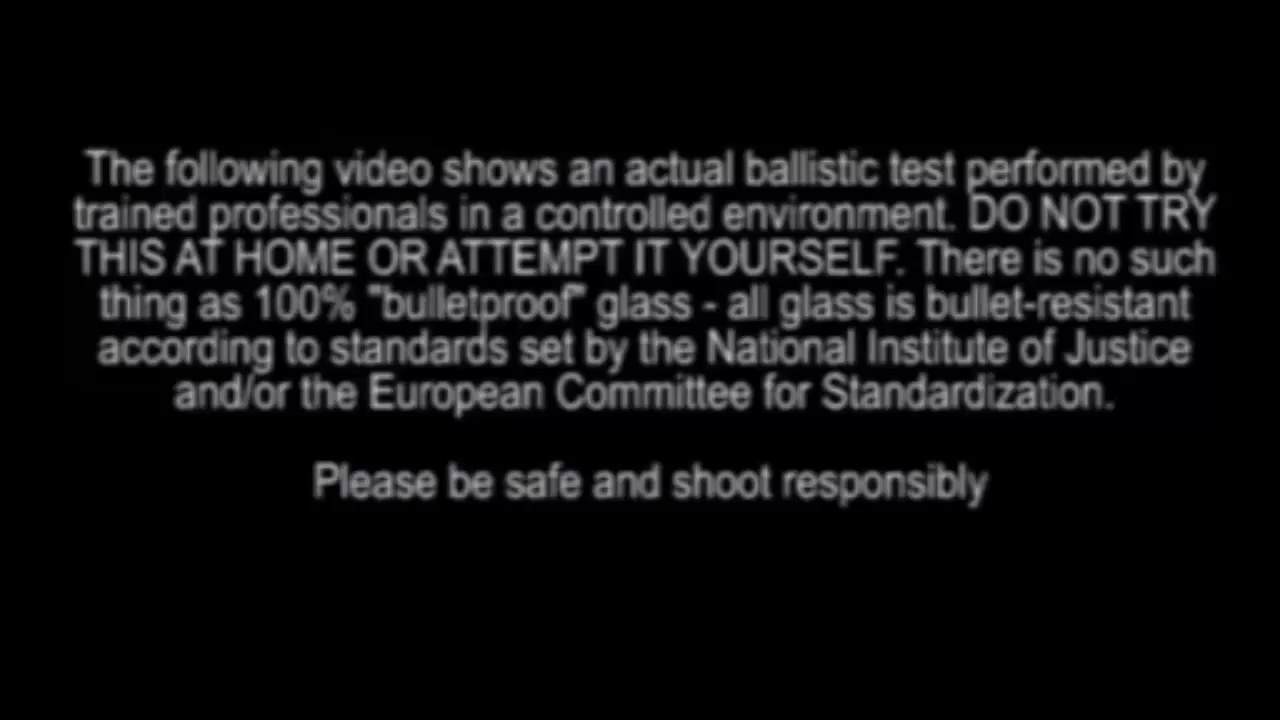 The following video shows an actual ballistic test performed by
trained professionals in a controlled environment. DO NOT TRY
THIS AT HOME OR ATTEMPT IT YOURSELF. There is no such
thing as 100% "bulletproof" glass - all glass is bullet-resistant
according to standards set by the National Institute of Justice
and/or the European Committee for Standardization.
Please be safe and shoot responsibly